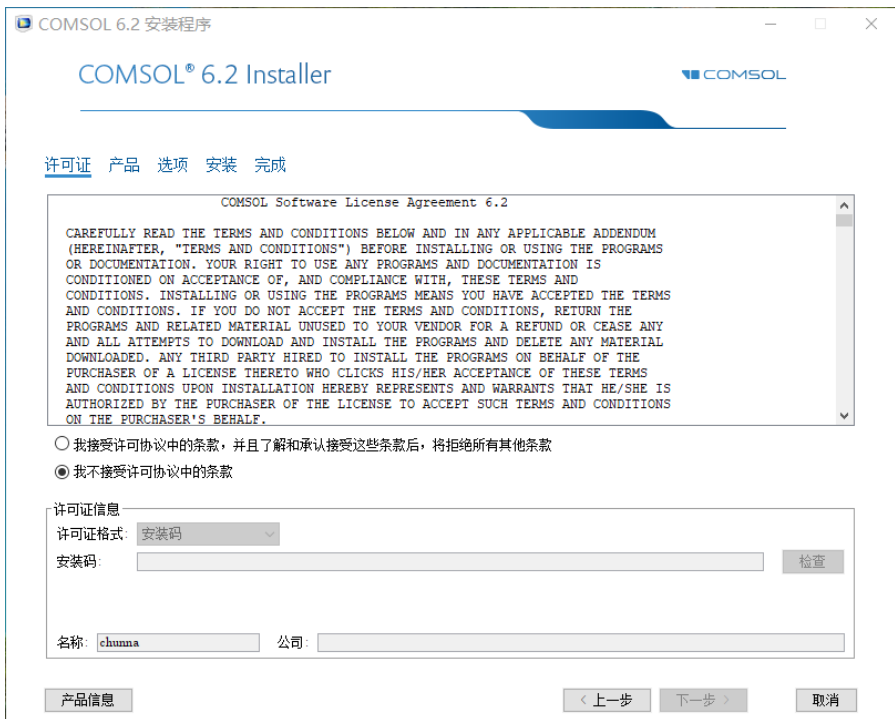 COMSOL 6.2 安装程序
COMSOL® 6.2 Installer
COMSOL
许可证 产品 选项 安装 完成
COMSOL Software License Agreement 6.2
CAREFULLY READ THE TERMS AND CONDITIONS BELOW AND IN ANY APPLICABLE ADDENDUM
(HEREINAFTER, "TERMS AND CONDITIONS") BEFORE INSTALLING OR USING THE PROGRAMS
OR DOCUMENTATION. YOUR RIGHT TO USE ANY PROGRAMS AND DOCUMENTATION IS
CONDITIONED ON ACCEPTANCE OF, AND COMPLIANCE WITH, THESE TERMS AND
CONDITIONS. INSTALLING OR USING THE PROGRAMS MEANS YOU HAVE ACCEPTED THE TERMS
AND CONDITIONS. IF YOU DO NOT ACCEPT THE TERMS AND CONDITIONS, RETURN THE
PROGRAMS AND RELATED MATERIAL UNUSED TO YOUR VENDOR FOR A REFUND OR CEASE ANY
AND ALL ATTEMPTS TO DOWNLOAD AND INSTALL THE PROGRAMS AND DELETE ANY MATERIAL
DOWNLOADED. ANY THIRD PARTY HIRED TO INSTALL THE PROGRAMS ON BEHALF OF THE
PURCHASER OF A LICENSE THERETO WHO CLICKS HIS/HER ACCEPTANCE OF THESE TERMS
AND CONDITIONS UPON INSTALLATION HEREBY REPRESENTS AND WARRANTS THAT HE/SHE IS
AUTHORIZED BY THE PURCHASER OF THE LICENSE TO ACCEPT SUCH TERMS AND CONDITIONS
ON THE PURCHASER'S BEHALF.
我接受许可协议中的条款，并且了解和承认接受这些条款后，将拒绝所有其他条款
我不接受许可协议中的条款
许可证信息
许可证格式: 安装码
安装码: 检查
名称: chunna 公司:
产品信息 < 上一步 下一步 > 取消